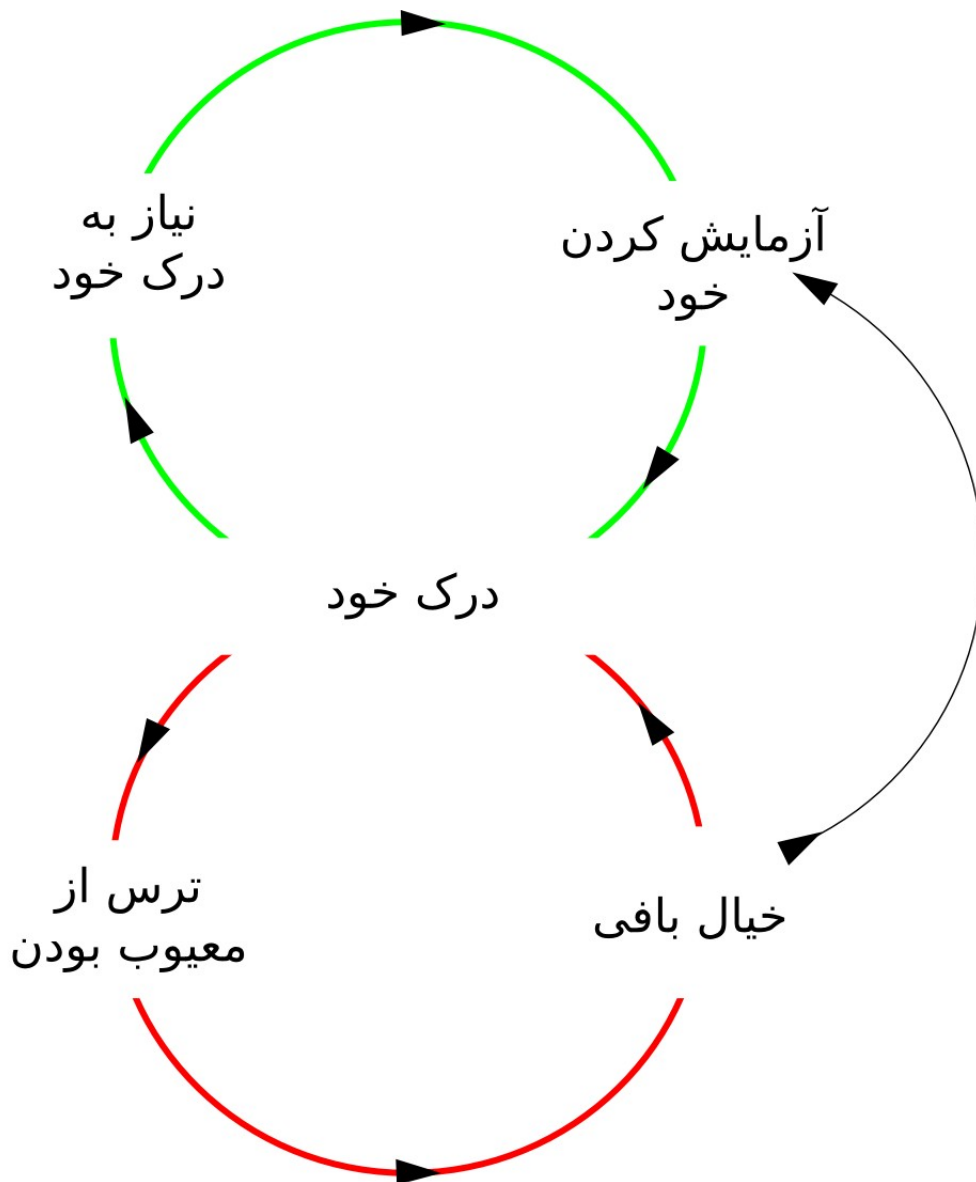 نیاز به
درک خود
آزمایش کردن
خود
درک خود
ترس از
معیوب بودن
خیال بافی